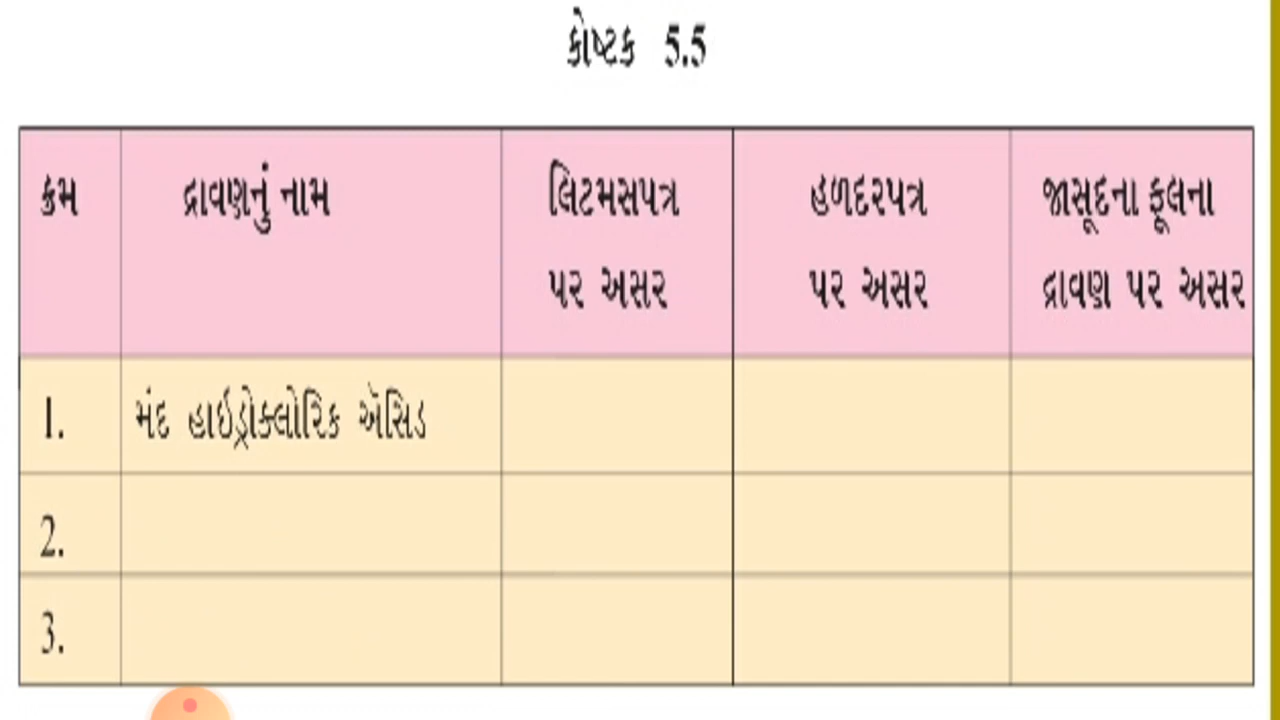 કોષ્ટક 5.5
ક્રમ દ્રાવણનું નામ લિટમસપત્ર પર અસર હળદરપત્ર પર અસર જાસૂદના ફૂલના દ્રાવણ પર અસર
1. મંદ હાઈડ્રોક્લોરિક ઍસિડ
2.
3.